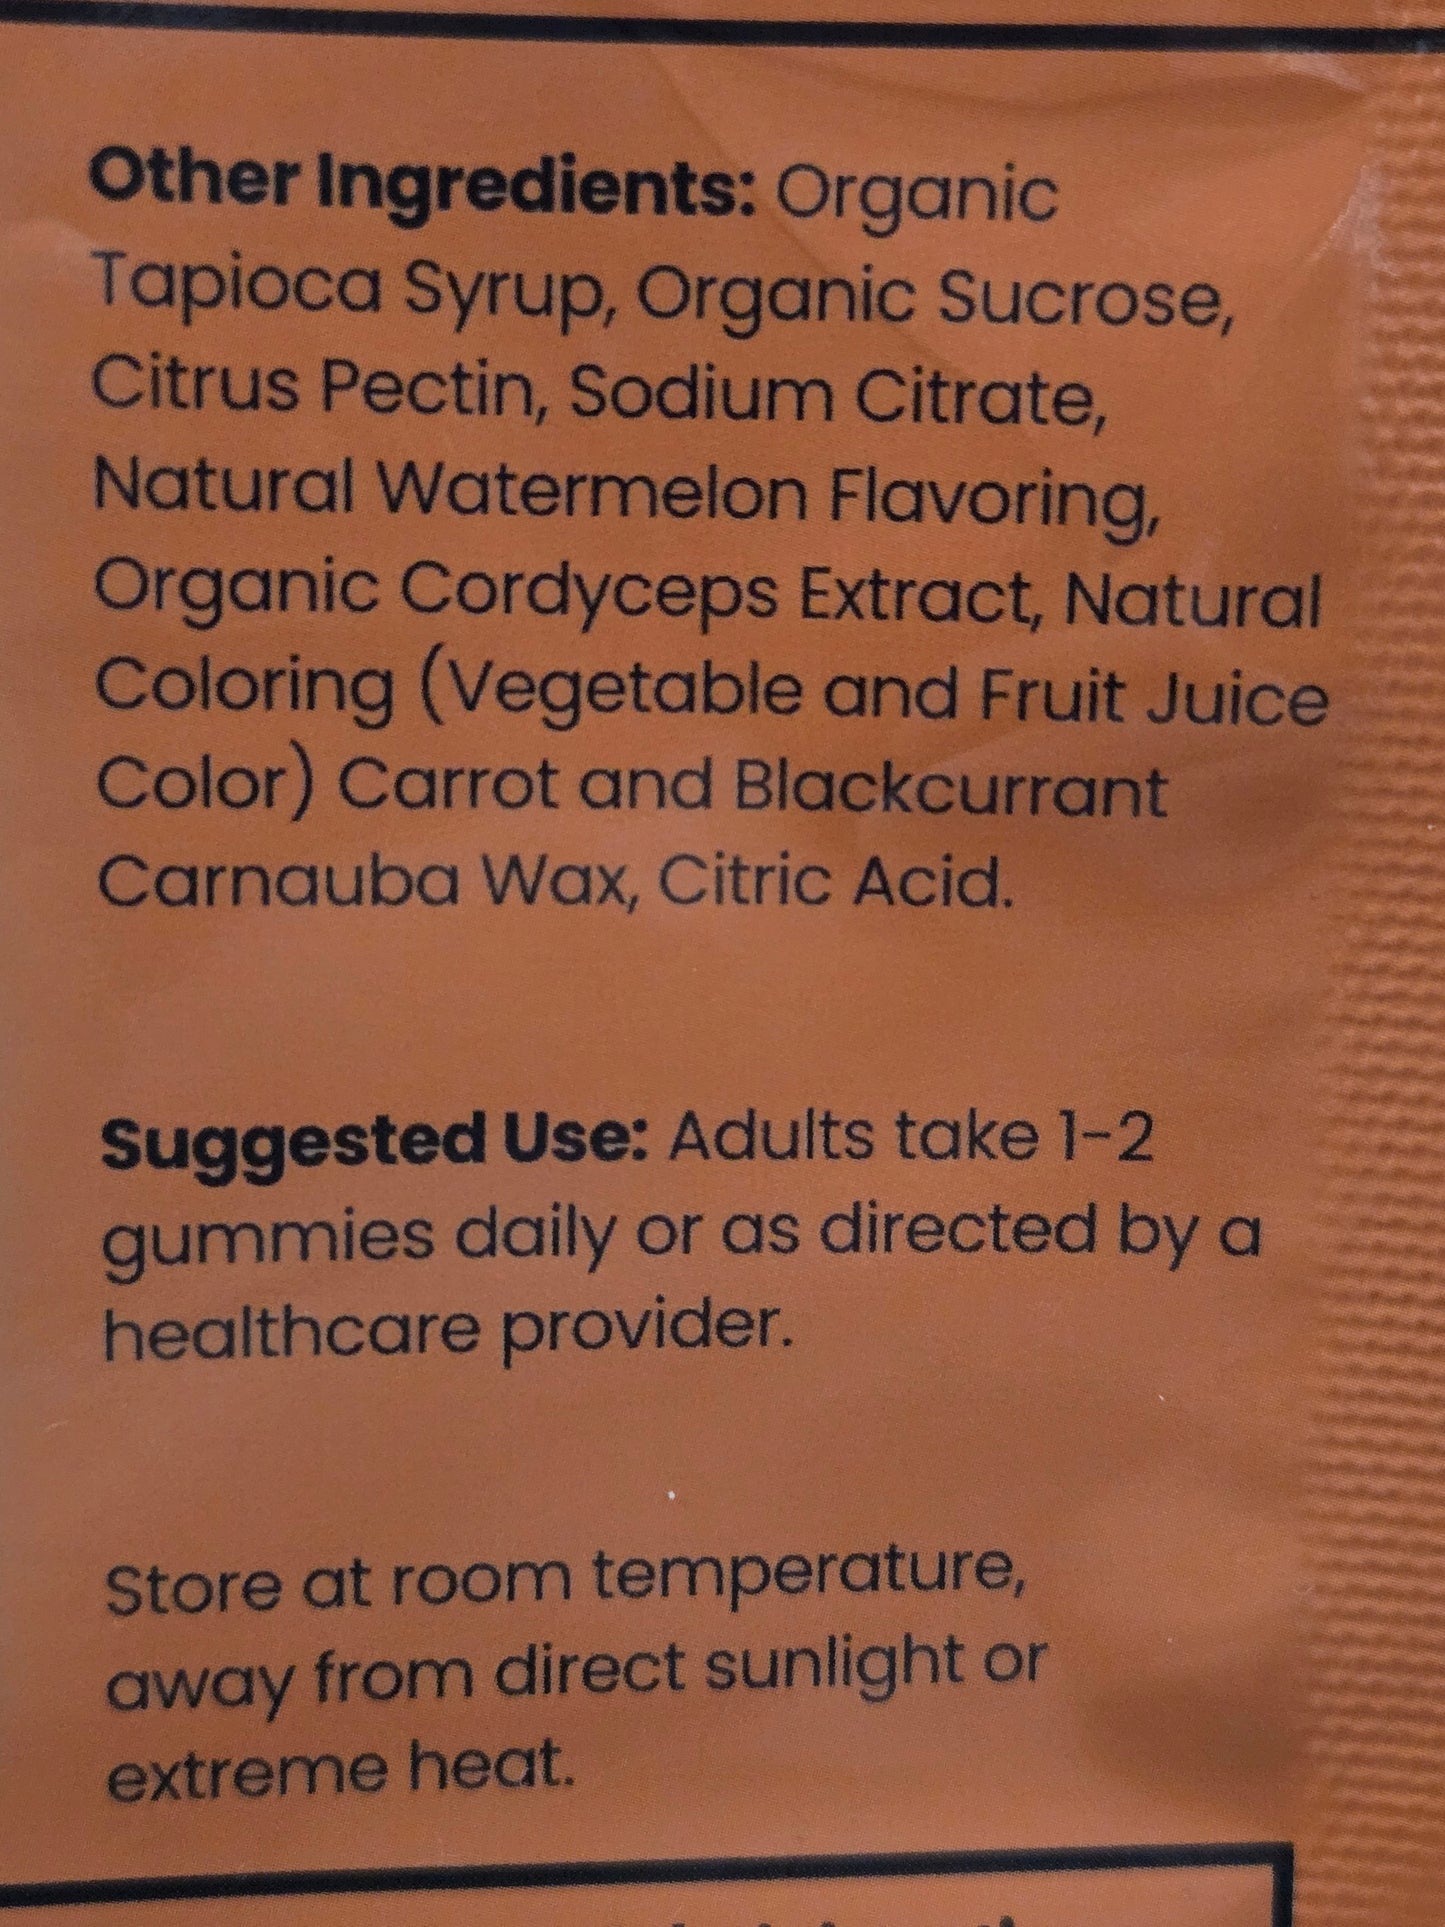 Other Ingredients: Organic
Tapioca Syrup, Organic Sucrose,
Citrus Pectin, Sodium Citrate,
Natural Watermelon Flavoring,
Organic Cordyceps Extract, Natural
Coloring (Vegetable and Fruit Juice
Color) Carrot and Blackcurrant
Carnauba Wax, Citric Acid.
Suggested Use: Adults take 1-2
gummies daily or as directed by a
healthcare provider.
Store at room temperature,
away from direct sunlight or
extreme heat.